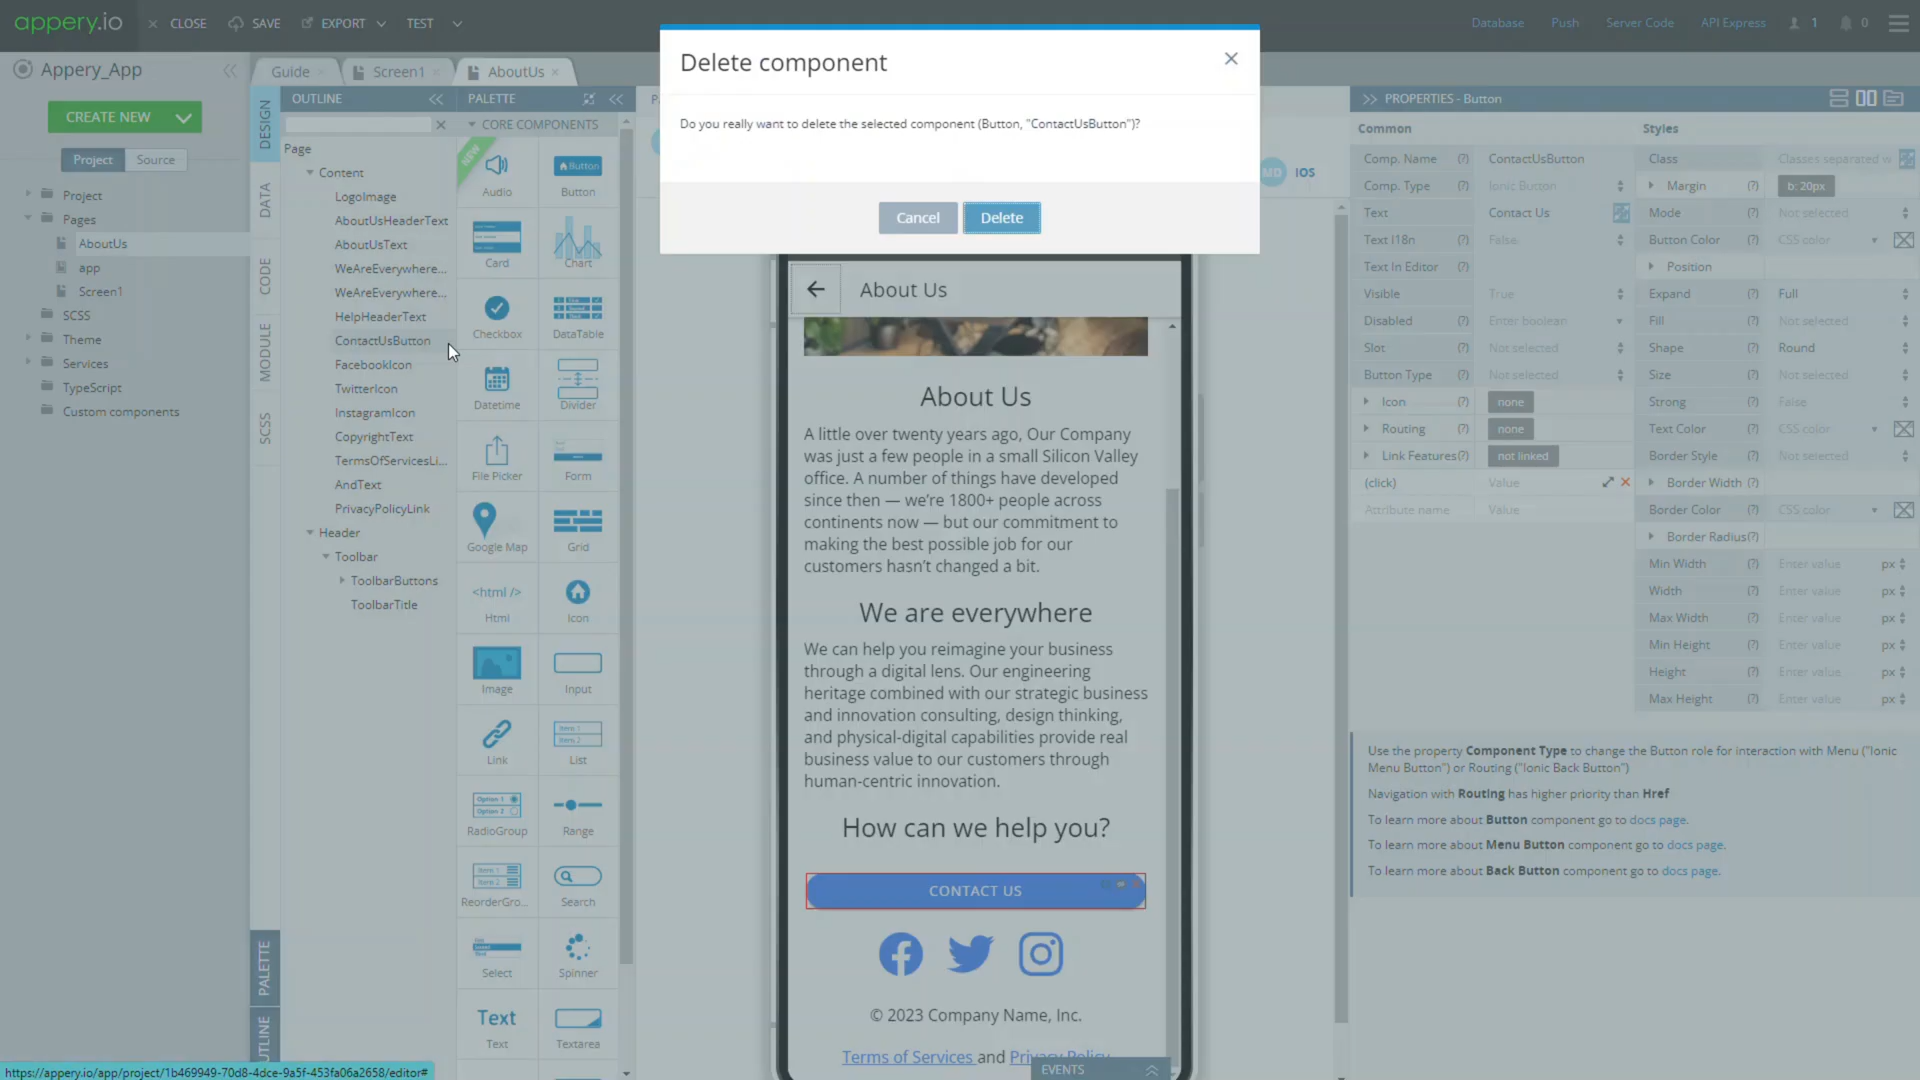 appery.io
CLOSE
SAVE
EXPORT
TEST
Database
Push
Server Code
API Express
1
0
Appery_App
CREATE NEW
Project
Source
Project
Pages
AboutUs
app
Screen1
SCSS
Theme
Services
TypeScript
Custom components
Guide
Screen1
AboutUs
DESIGN
DATA
CODE
MODULE
SCSS
PALETTE
OUTLINE
Page
Content
LogoImage
AboutUsHeaderText
AboutUsText
WeAreEverywhere...
WeAreEverywhere...
HelpHeaderText
ContactUsButton
FacebookIcon
TwitterIcon
InstagramIcon
CopyrightText
TermsOfServicesLi...
AndText
PrivacyPolicyLink
Header
Toolbar
ToolbarButtons
ToolbarTitle
PALETTE
CORE COMPONENTS
NEW
Audio
Button
Button
Card
Chart
Checkbox
DataTable
Datetime
Divider
File Picker
Form
Google Map
Grid
<html />
Html
Icon
Image
Input
Link
Item 1
Item 2
List
Option 1
Option 2
RadioGroup
Range
Item 1
Item 2
ReorderGro...
Search
Select
Spinner
Text
Text
Textarea
Delete component
Do you really want to delete the selected component (Button, "ContactUsButton")?
Cancel
Delete
MD
IOS
About Us
About Us
A little over twenty years ago, Our Company
was just a few people in a small Silicon Valley
office. A number of things have developed
since then — we’re 1800+ people across
continents now — but our commitment to
making the best possible job for our
customers hasn’t changed a bit.
We are everywhere
We can help you reimagine your business
through a digital lens. Our engineering
heritage combined with our strategic business
and innovation consulting, design thinking,
and physical-digital capabilities provide real
business value to our customers through
human-centric innovation.
How can we help you?
CONTACT US
© 2023 Company Name, Inc.
Terms of Services and Privacy Policy
EVENTS
PROPERTIES - Button
Common
Comp. Name (?) ContactUsButton
Comp. Type (?) Ionic Button
Text (?) Contact Us
Text I18n (?) False
Text In Editor (?)
Visible (?) True
Disabled (?) Enter boolean
Slot (?) Not selected
Button Type (?) Not selected
Icon (?) none
Routing (?) none
Link Features(?) not linked
(click) Value
Attribute name Value
Styles
Class Classes separated w
Margin (?) b: 20px
Mode (?) Not selected
Button Color (?) CSS color
Position
Expand (?) Full
Fill (?) Not selected
Shape (?) Round
Size (?) Not selected
Strong (?) False
Text Color (?) CSS color
Border Style (?) Not selected
Border Width (?)
Border Color (?) CSS color
Border Radius(?)
Min Width (?) Enter value px
Width (?) Enter value px
Max Width (?) Enter value px
Min Height (?) Enter value px
Height (?) Enter value px
Max Height (?) Enter value px
Use the property Component Type to change the Button role for interaction with Menu ("Ionic
Menu Button") or Routing ("Ionic Back Button")
Navigation with Routing has higher priority than Href
To learn more about Button component go to docs page.
To learn more about Menu Button component go to docs page.
To learn more about Back Button component go to docs page.
https://appery.io/app/project/1b469949-70d8-4dce-9a5f-453fa06a2658/editor#